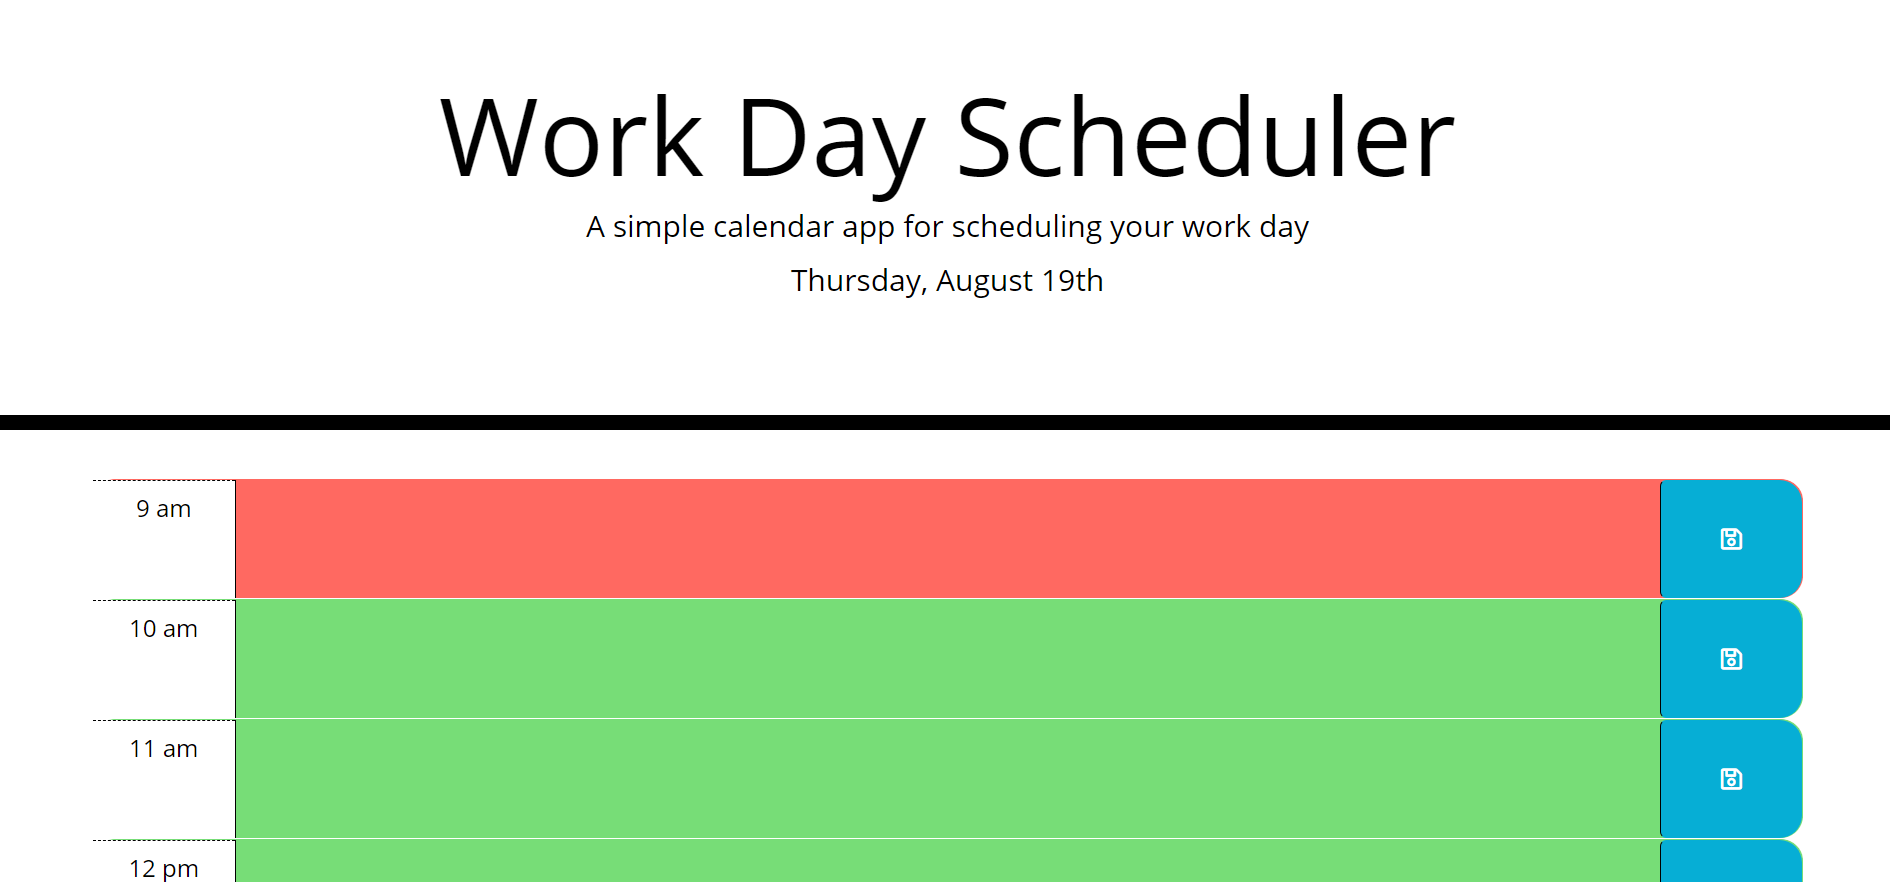 Work Day Scheduler
A simple calendar app for scheduling your work day
Thursday, August 19th
9 am
10 am
11 am
12 pm